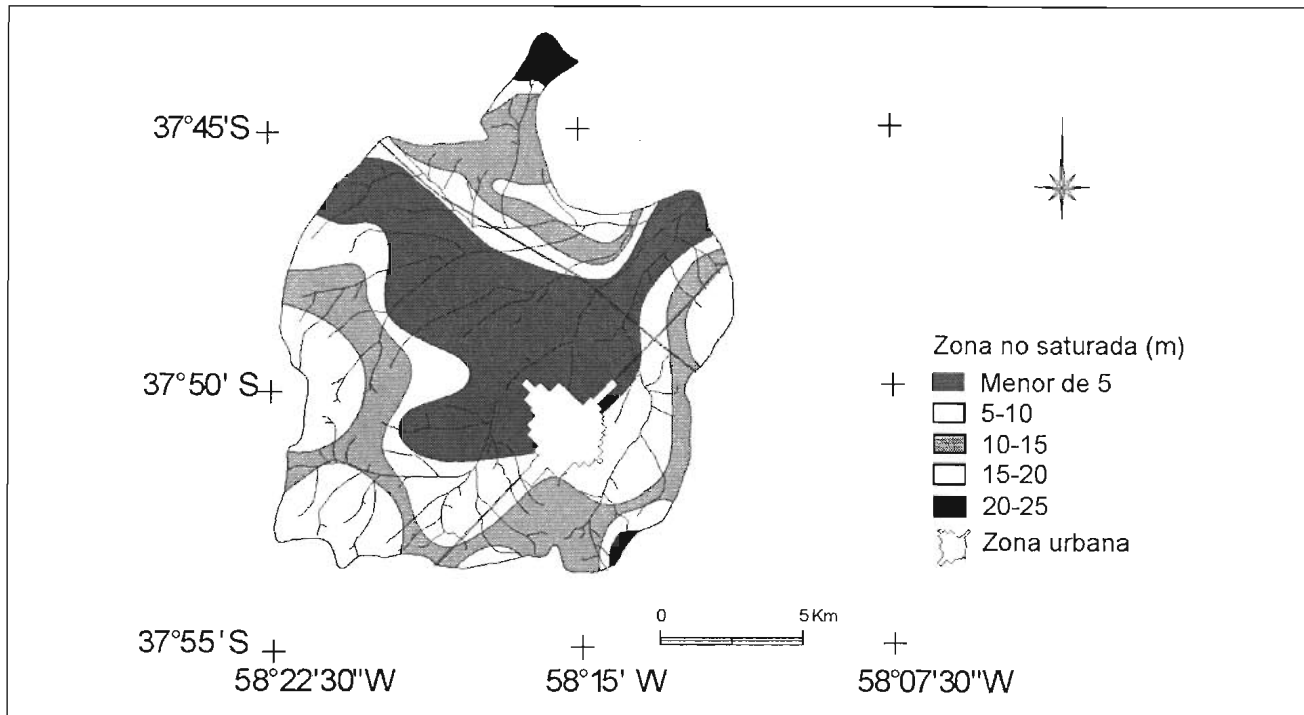 37°45'S
37°50' S
37°55' S
58°22'30"W
58°15' W
58°07'30"W
0 5 Km
Zona no saturada (m)
Menor de 5
5-10
10-15
15-20
20-25
Zona urbana